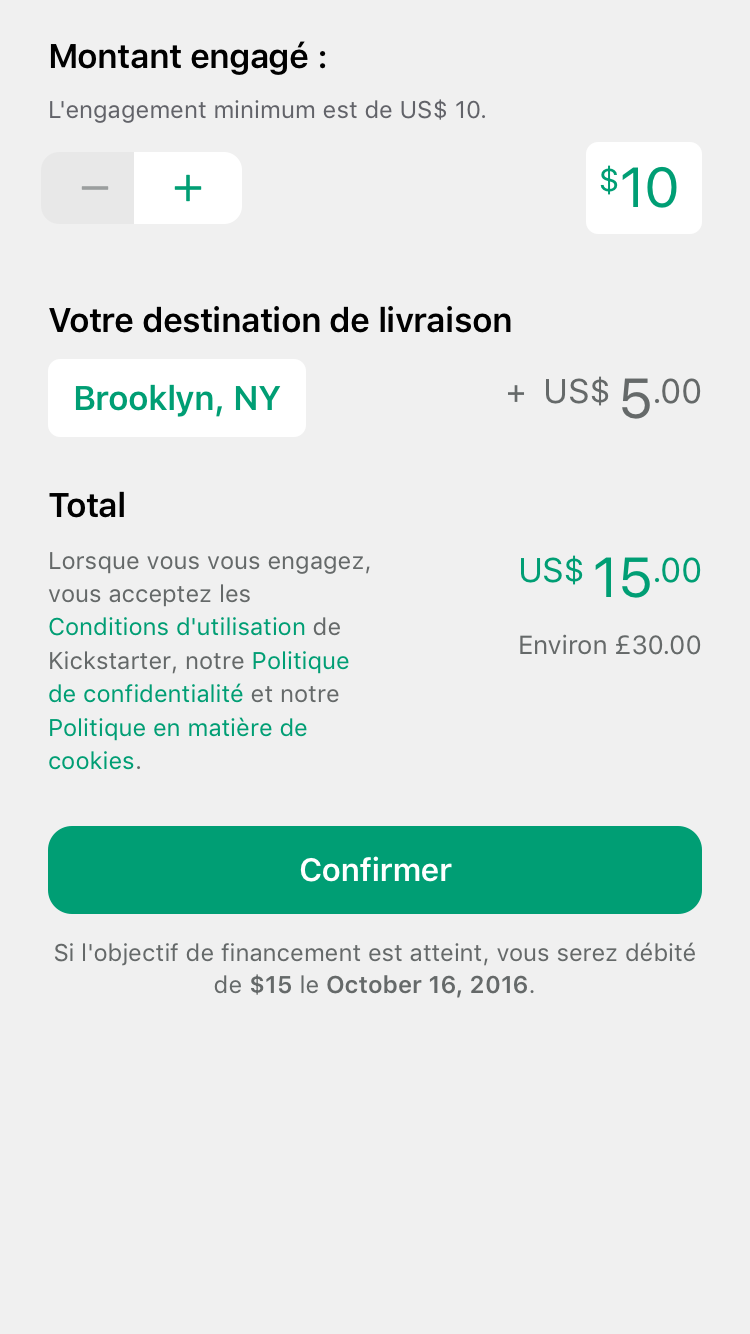 Montant engagé :
L'engagement minimum est de US$ 10.
− +
$10
Votre destination de livraison
Brooklyn, NY
+ US$ 5.00
Total
Lorsque vous vous engagez,
vous acceptez les
Conditions d'utilisation de
Kickstarter, notre Politique
de confidentialité et notre
Politique en matière de
cookies.
US$ 15.00
Environ £30.00
Confirmer
Si l'objectif de financement est atteint, vous serez débité
de $15 le October 16, 2016.